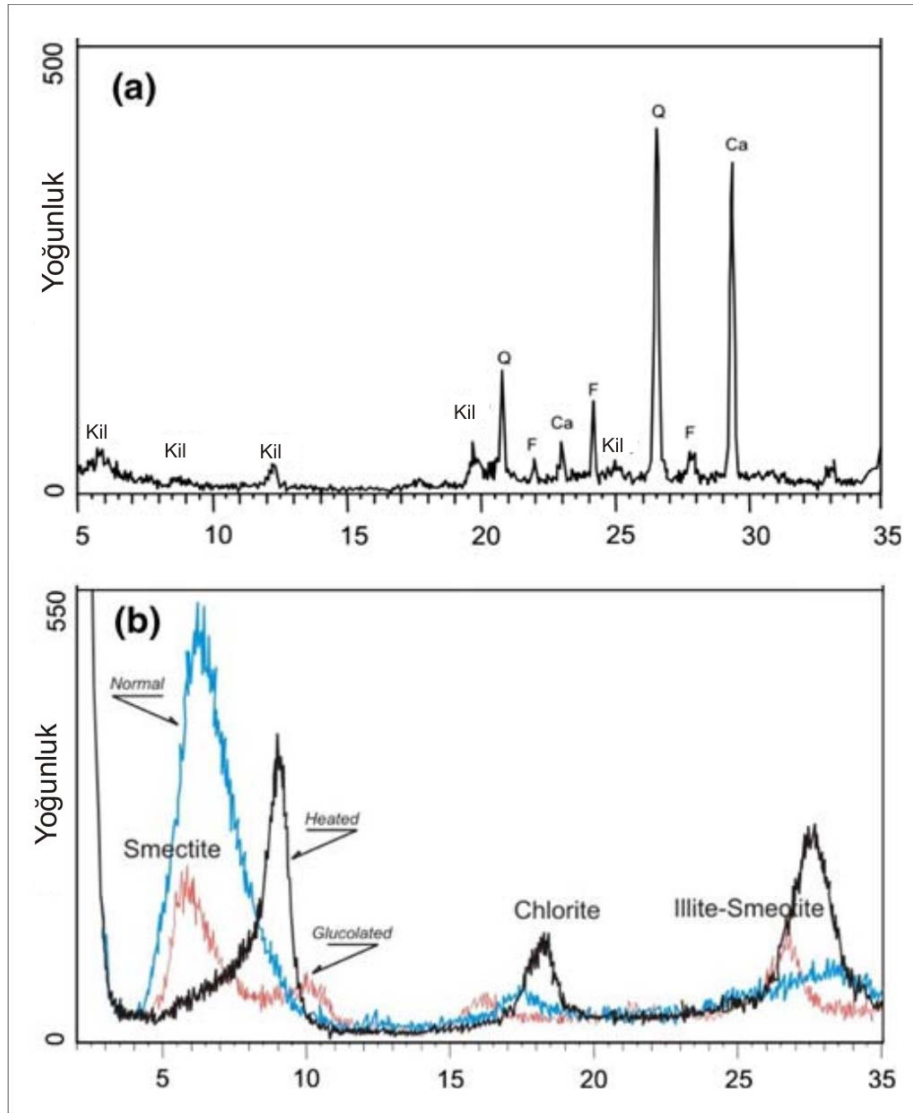 500
(a)
Yoğunluk
0
Kil
Kil
Kil
Kil
Q
F
Ca
F
Kil
Q
F
Ca
5 10 15 20 25 30 35
550
(b)
Yoğunluk
0
Normal
Smectite
Heated
Glucolated
Chlorite
Illite-Smectite
5 10 15 20 25 30 35